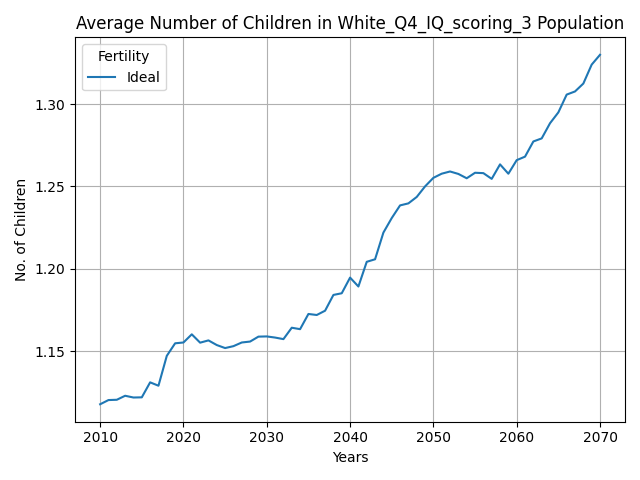 Average Number of Children in White_Q4_IQ_scoring_3 Population
Fertility
Ideal
1.30
1.25
1.20
1.15
No. of Children
2010 2020 2030 2040 2050 2060 2070
Years